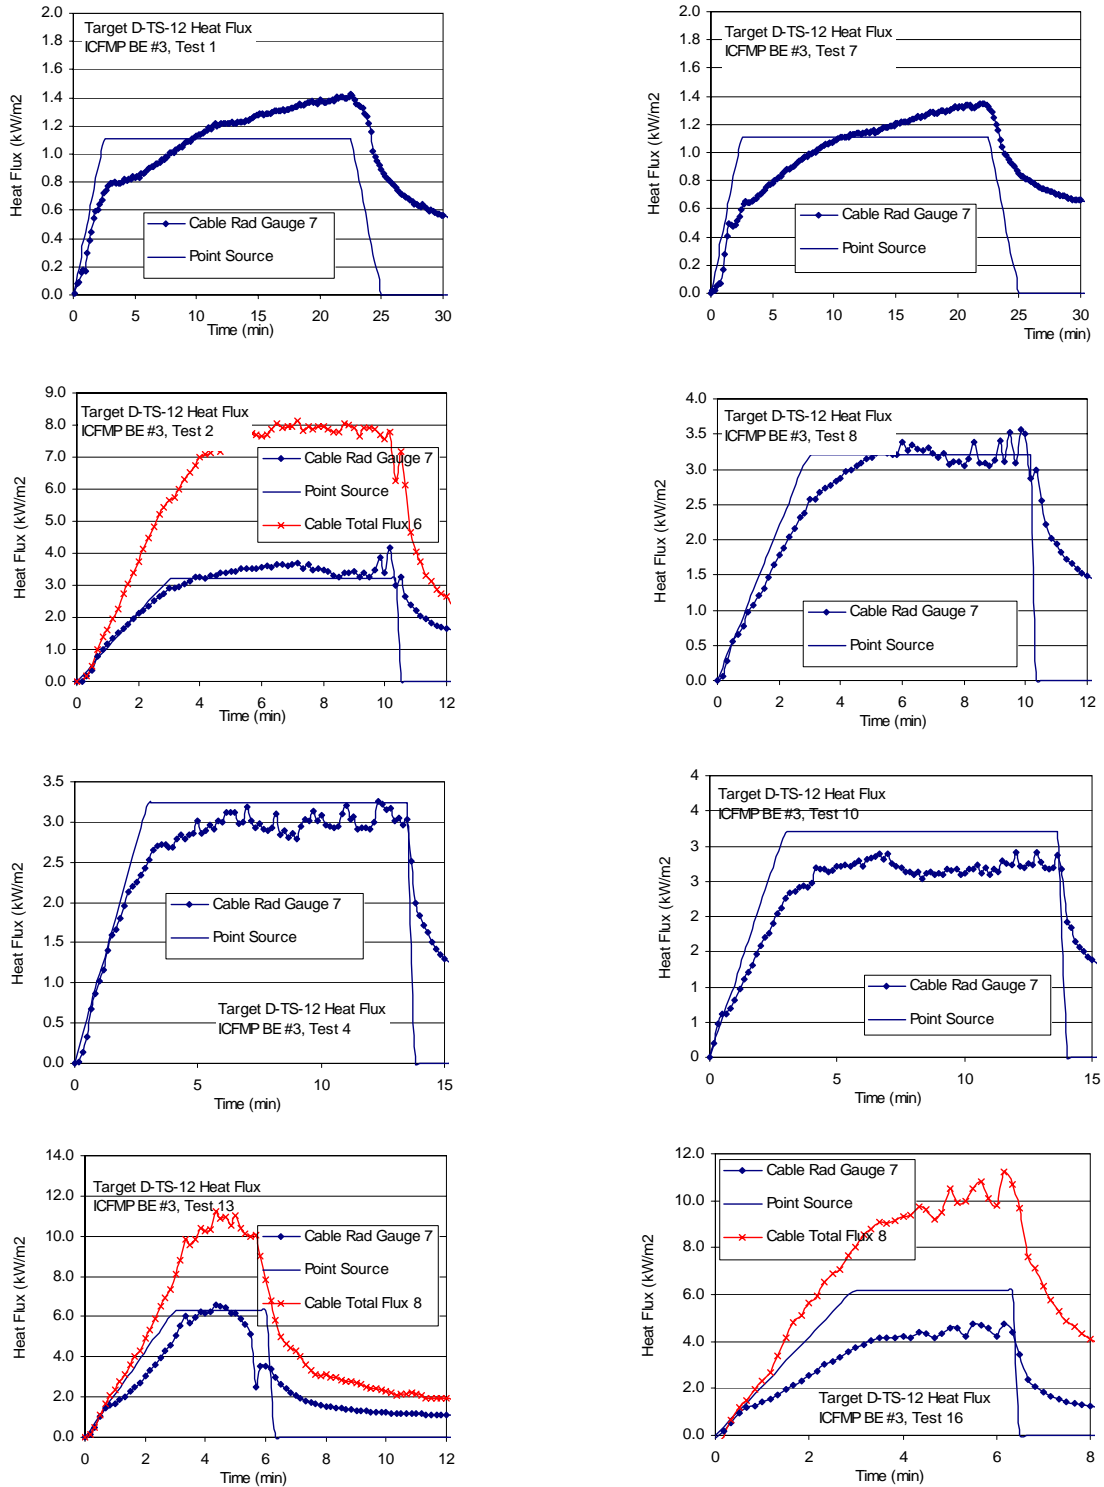 2.0
1.8
1.6
1.4
1.2
1.0
0.8
0.6
0.4
0.2
0.0
Heat Flux (kW/m2)
Target D-TS-12 Heat Flux
ICFMP BE #3, Test 1
Cable Rad Gauge 7
Point Source
0 5 10 15 20 25 30
Time (min)
2.0
1.8
1.6
1.4
1.2
1.0
0.8
0.6
0.4
0.2
0.0
Heat Flux (kW/m2)
Target D-TS-12 Heat Flux
ICFMP BE #3, Test 7
Cable Rad Gauge 7
Point Source
0 5 10 15 20 25 30
Time (min)
9.0
8.0
7.0
6.0
5.0
4.0
3.0
2.0
1.0
0.0
Heat Flux (kW/m2)
Target D-TS-12 Heat Flux
ICFMP BE #3, Test 2
Cable Rad Gauge 7
Point Source
Cable Total Flux 6
0 2 4 6 8 10 12
Time (min)
4.0
3.5
3.0
2.5
2.0
1.5
1.0
0.5
0.0
Heat Flux (kW/m2)
Target D-TS-12 Heat Flux
ICFMP BE #3, Test 8
Cable Rad Gauge 7
Point Source
0 2 4 6 8 10 12
Time (min)
3.5
3.0
2.5
2.0
1.5
1.0
0.5
0.0
Heat Flux (kW/m2)
Cable Rad Gauge 7
Point Source
Target D-TS-12 Heat Flux
ICFMP BE #3, Test 4
0 5 10 15
Time (min)
4
4
3
3
2
2
1
1
0
Heat Flux (kW/m2)
Target D-TS-12 Heat Flux
ICFMP BE #3, Test 10
Cable Rad Gauge 7
Point Source
0 5 10 15
Time (min)
14.0
12.0
10.0
8.0
6.0
4.0
2.0
0.0
Heat Flux (kW/m2)
Target D-TS-12 Heat Flux
ICFMP BE #3, Test 13
Cable Rad Gauge 7
Point Source
Cable Total Flux 8
0 2 4 6 8 10 12
Time (min)
12.0
10.0
8.0
6.0
4.0
2.0
0.0
Heat Flux (kW/m2)
Cable Rad Gauge 7
Point Source
Cable Total Flux 8
Target D-TS-12 Heat Flux
ICFMP BE #3, Test 16
0 2 4 6 8
Time (min)